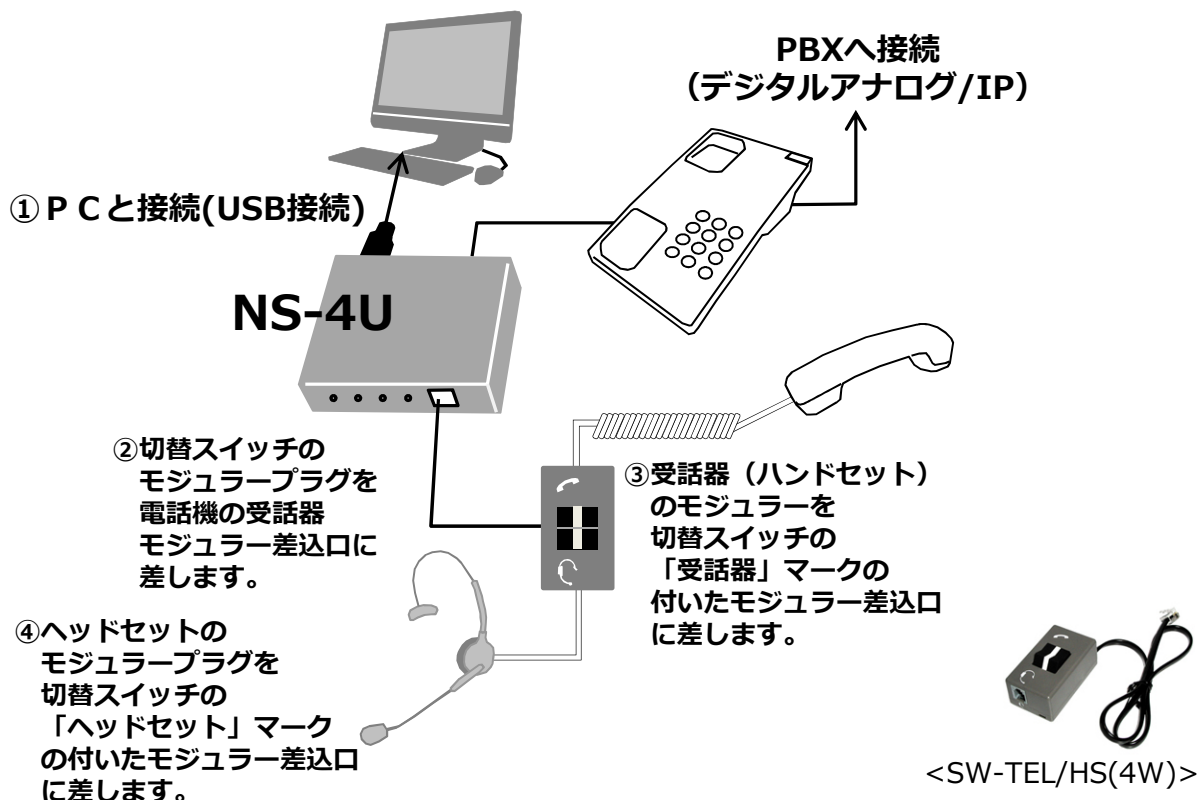 PBXへ接続
（デジタルアナログ/IP）
①ＰＣと接続(USB接続)
NS-4U
②切替スイッチの
モジュラープラグを
電話機の受話器
モジュラー差込口に
差します。
③受話器（ハンドセット）
のモジュラーを
切替スイッチの
「受話器」マークの
付いたモジュラー差込口
に差します。
④ヘッドセットの
モジュラープラグを
切替スイッチの
「ヘッドセット」マーク
の付いたモジュラー差込口
に差します。
<SW-TEL/HS(4W)>